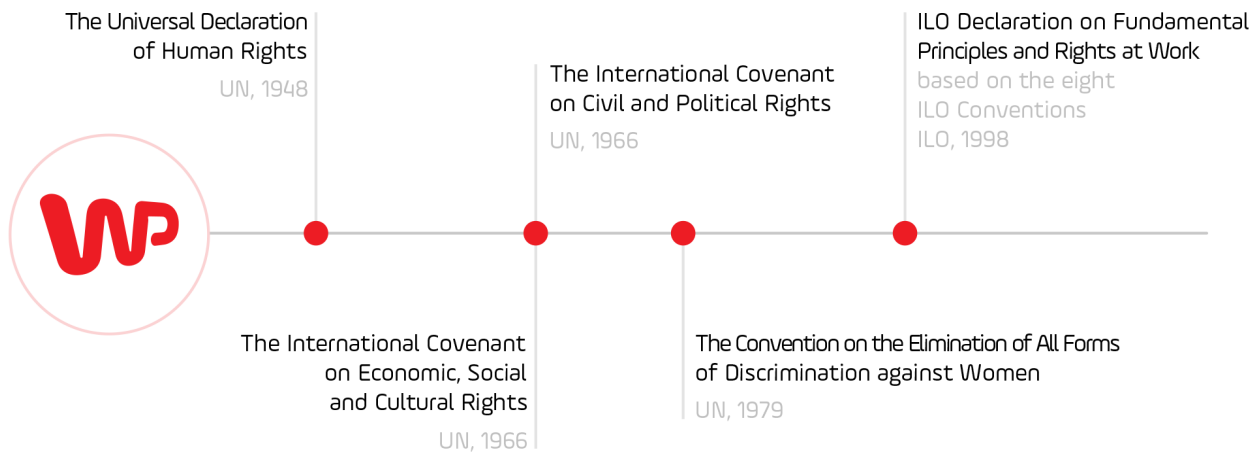 The Universal Declaration
of Human Rights
UN, 1948
WP
The International Covenant
on Economic, Social
and Cultural Rights
UN, 1966
The International Covenant
on Civil and Political Rights
UN, 1966
The Convention on the Elimination of All Forms
of Discrimination against Women
UN, 1979
ILO Declaration on Fundamental
Principles and Rights at Work
based on the eight
ILO Conventions
ILO, 1998